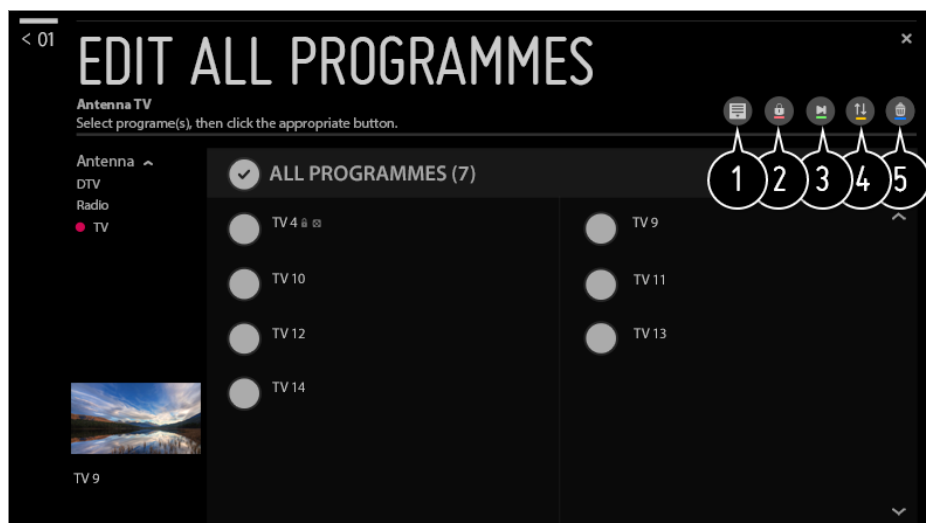 < 01
EDIT ALL PROGRAMMES
×
Antenna TV
Select programe(s), then click the appropriate button.
1 2 3 4 5
Antenna
DTV
Radio
TV
ALL PROGRAMMES (7)
TV 4
TV 9
TV 10
TV 11
TV 12
TV 13
TV 14
TV 9